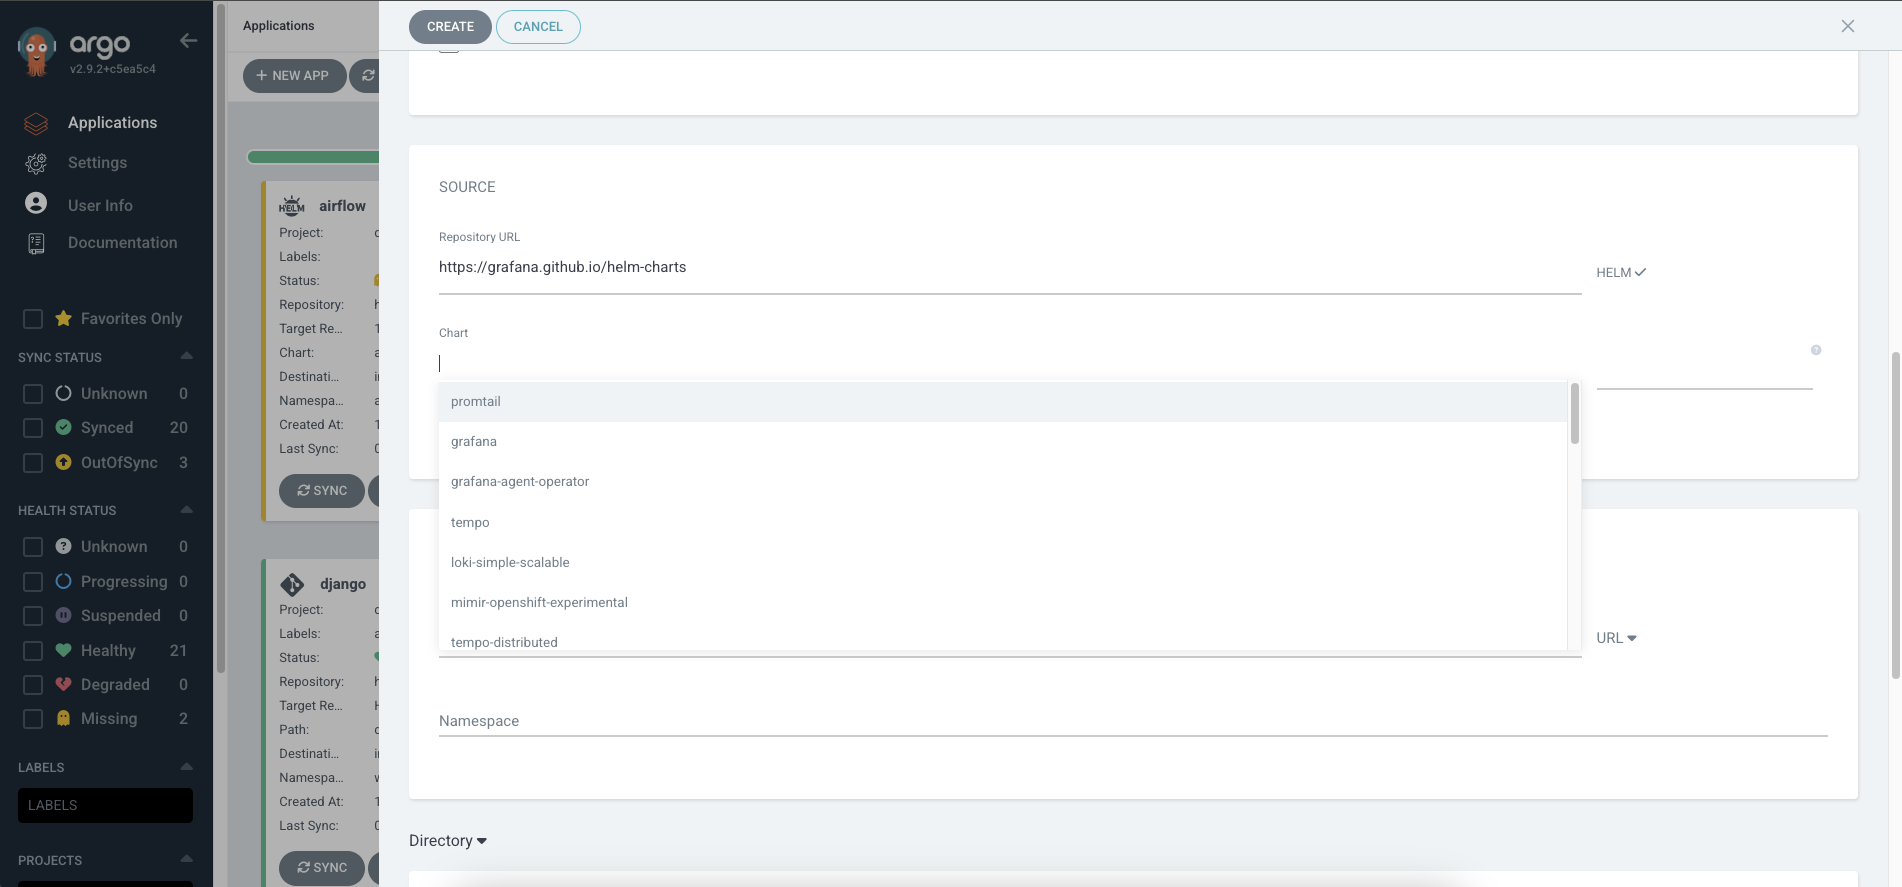 argo
v2.9.2+c5ea5c4
Applications
Settings
User Info
Documentation
Favorites Only
SYNC STATUS
Unknown 0
Synced 20
OutOfSync 3
HEALTH STATUS
Unknown 0
Progressing 0
Suspended 0
Healthy 21
Degraded 0
Missing 2
LABELS
LABELS
PROJECTS
Applications
+ NEW APP
HELM airflow
Project:
Labels:
Status:
Repository:
Target Re...
Chart:
Destinati...
Namespa...
Created At:
Last Sync:
SYNC
django
Project:
Labels:
Status:
Repository:
Target Re...
Path:
Destinati...
Namespa...
Created At:
Last Sync:
SYNC
CREATE CANCEL
SOURCE
Repository URL
https://grafana.github.io/helm-charts
HELM
Chart
promtail
grafana
grafana-agent-operator
tempo
loki-simple-scalable
mimir-openshift-experimental
tempo-distributed
URL
Namespace
Directory